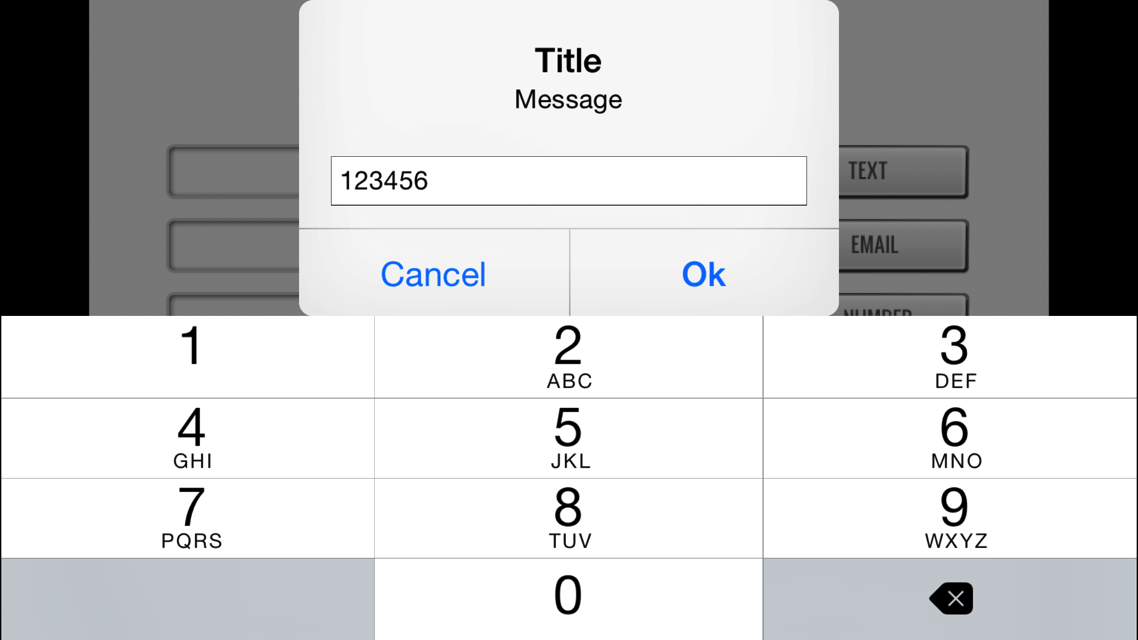 Title
Message
123456
TEXT
EMAIL
Cancel Ok
NUMBER
1 2 3
ABC DEF
4 5 6
GHI JKL MNO
7 8 9
PQRS TUV WXYZ
0